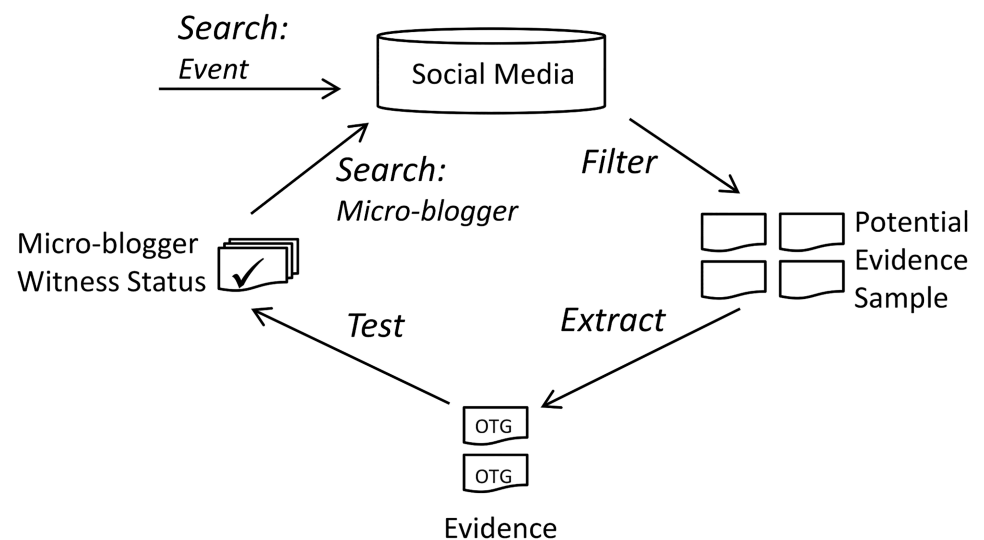 Search:
Event
Social Media
Filter
Search:
Micro-blogger
Potential
Evidence
Sample
Micro-blogger
Witness Status
Test
Extract
OTG
OTG
Evidence